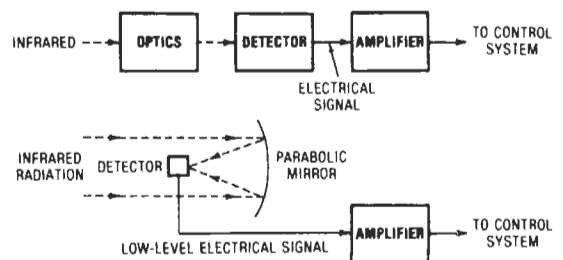 INFRARED
OPTICS
DETECTOR
AMPLIFIER
TO CONTROL
SYSTEM
ELECTRICAL
SIGNAL
INFRARED
RADIATION
DETECTOR
PARABOLIC
MIRROR
LOW-LEVEL ELECTRICAL SIGNAL
AMPLIFIER
TO CONTROL
SYSTEM